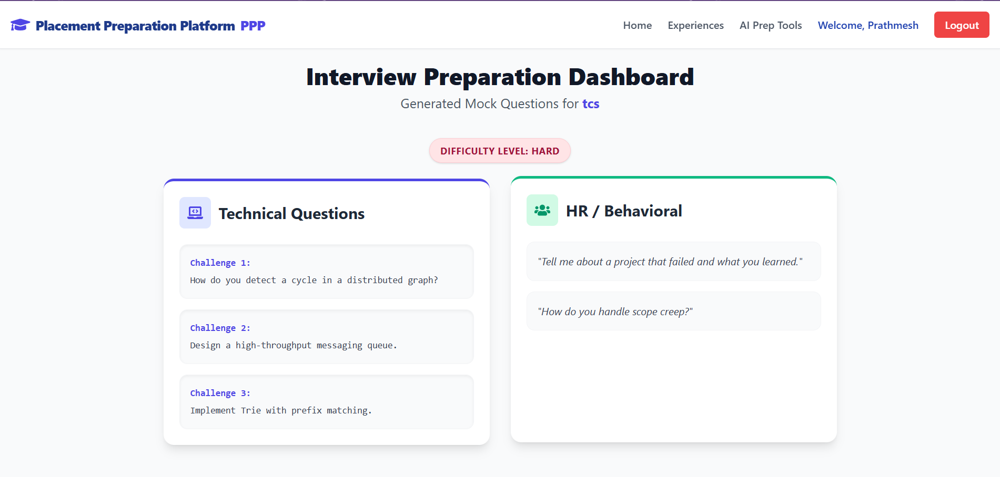 Placement Preparation Platform PPP
Home
Experiences
AI Prep Tools
Welcome, Prathmesh
Logout
Interview Preparation Dashboard
Generated Mock Questions for tcs
DIFFICULTY LEVEL: HARD
Technical Questions
Challenge 1:
How do you detect a cycle in a distributed graph?
Challenge 2:
Design a high-throughput messaging queue.
Challenge 3:
Implement Trie with prefix matching.
HR / Behavioral
"Tell me about a project that failed and what you learned."
"How do you handle scope creep?"